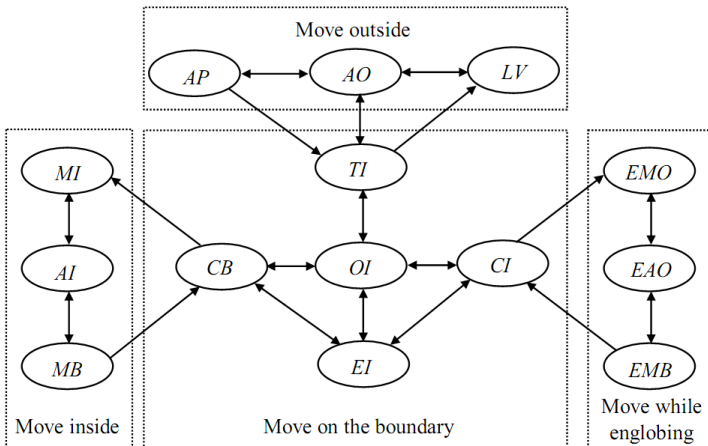 Move outside
AP
AO
LV
MI
TI
EMO
AI
CB
OI
CI
EAO
MB
EI
EMB
Move inside
Move on the boundary
Move while
englobing